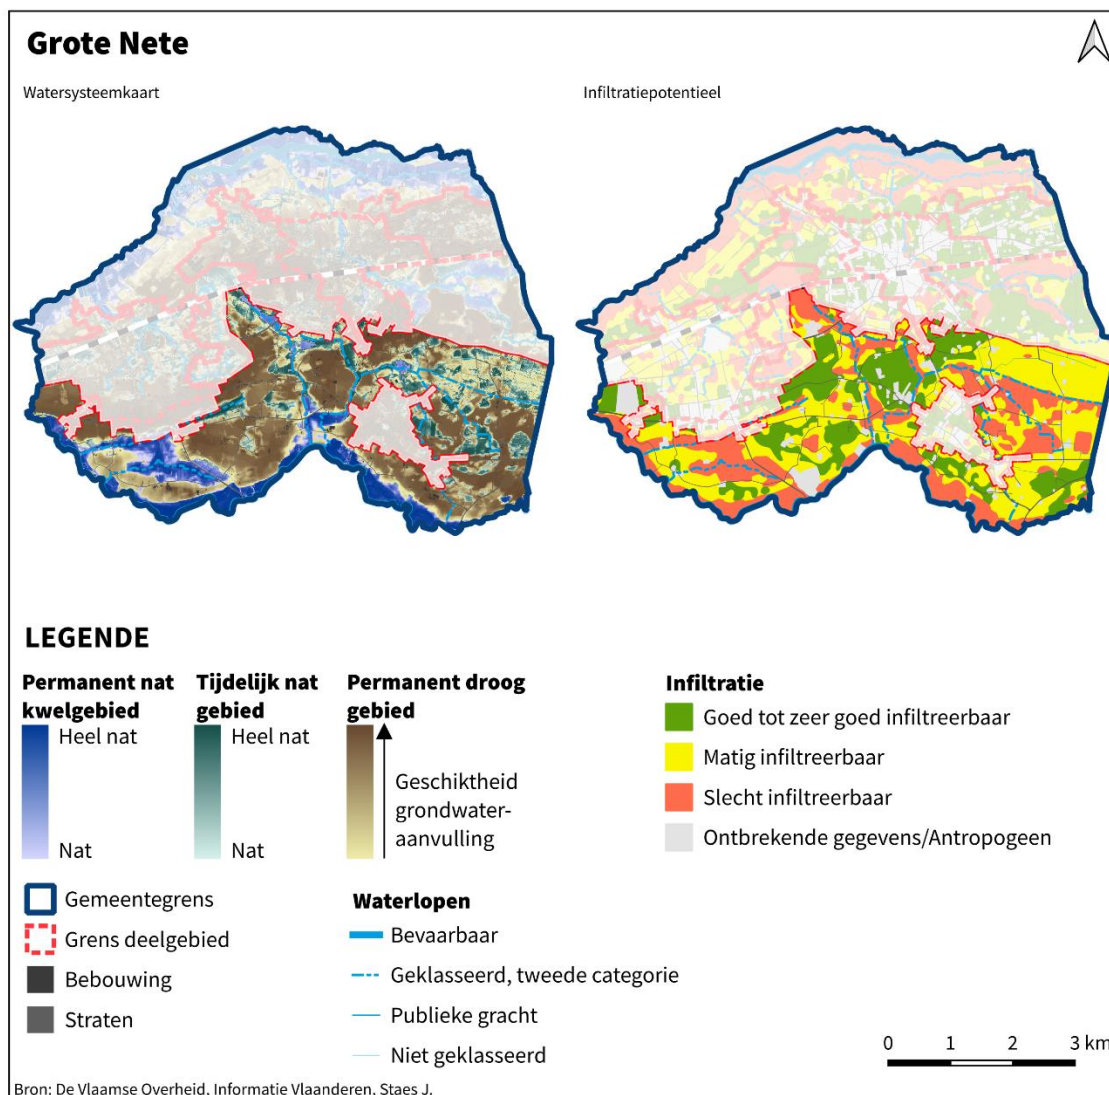 Grote Nete
Watersysteemkaart
Infiltratiepotentieel
LEGENDE
Permanent nat
kwelgebied
Heel nat
Nat
Tijdelijk nat
gebied
Heel nat
Nat
Permanent droog
gebied
Geschiktheid
grondwater-
aanvulling
Infiltratie
Goed tot zeer goed infiltreerbaar
Matig infiltreerbaar
Slecht infiltreerbaar
Ontbrekende gegevens/Antropogeen
Gemeentegrens
Grens deelgebied
Bebouwing
Straten
Waterlopen
Bevaarbaar
Geklasseerd, tweede categorie
Publieke gracht
Niet geklasseerd
0 1 2 3 km
Bron: De Vlaamse Overheid, Informatie Vlaanderen, Staes J.